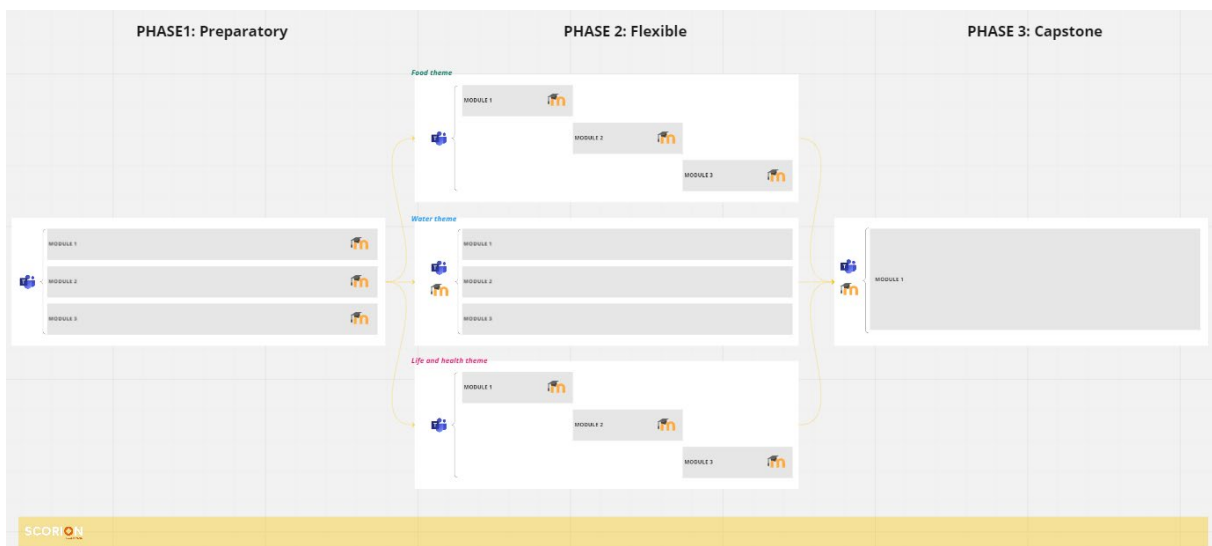 PHASE1: Preparatory
PHASE 2: Flexible
PHASE 3: Capstone
Food theme
MODULE 1
MODULE 2
MODULE 3
MODULE 1
MODULE 2
MODULE 3
Water theme
MODULE 1
MODULE 2
MODULE 3
MODULE 1
Life and health theme
MODULE 1
MODULE 2
MODULE 3
SCORION